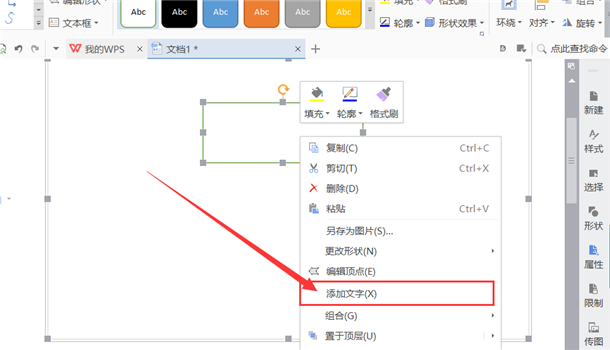 编辑形状
文本框
Abc
Abc
Abc
Abc
Abc
Abc
填充
格式刷
轮廓
形状效果
环绕
对齐
组合
旋转
我的WPS
文档1 *
点此查找命令
填充
轮廓
格式刷
复制(C) Ctrl+C
剪切(T) Ctrl+X
删除(D)
粘贴 Ctrl+V
另存为图片(S)...
更改形状(N)
编辑顶点(E)
添加文字(X)
组合(G)
置于顶层(U)
新建
样式
选择
形状
属性
限制
传图